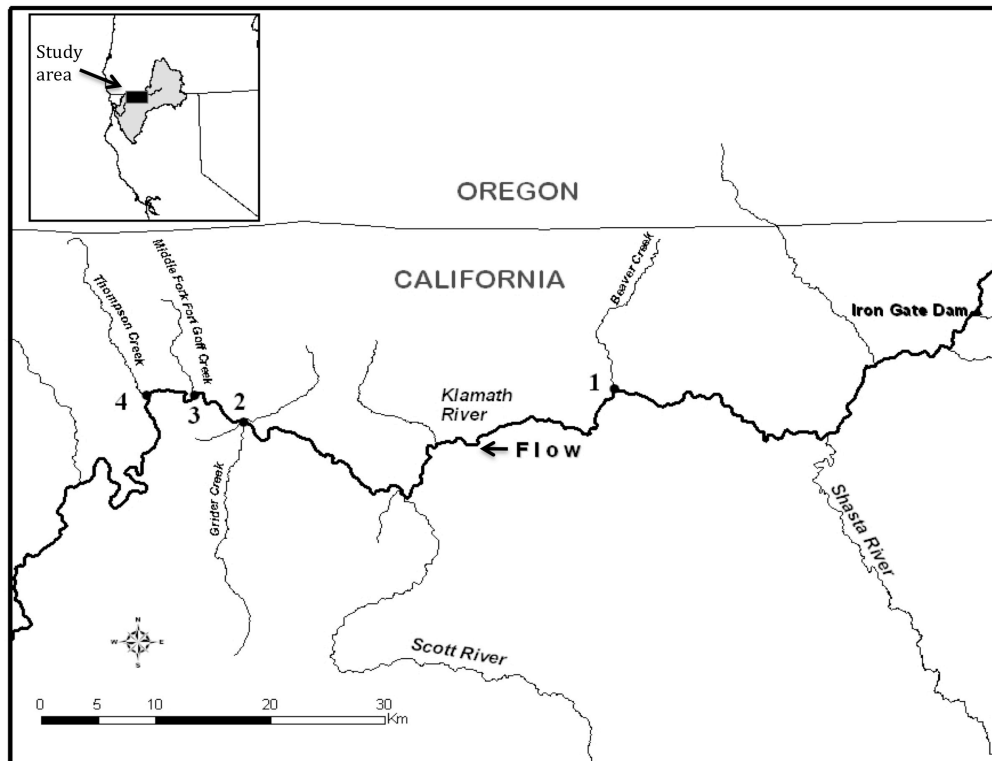 Study
area
OREGON
CALIFORNIA
Thompson Creek
Middle Fork Fort Goff Creek
Beaver Creek
Iron Gate Dam
4
3
2
1
Klamath
River
Flow
Grider Creek
Shasta River
Scott River
N
W
E
S
0
5
10
20
30
Km